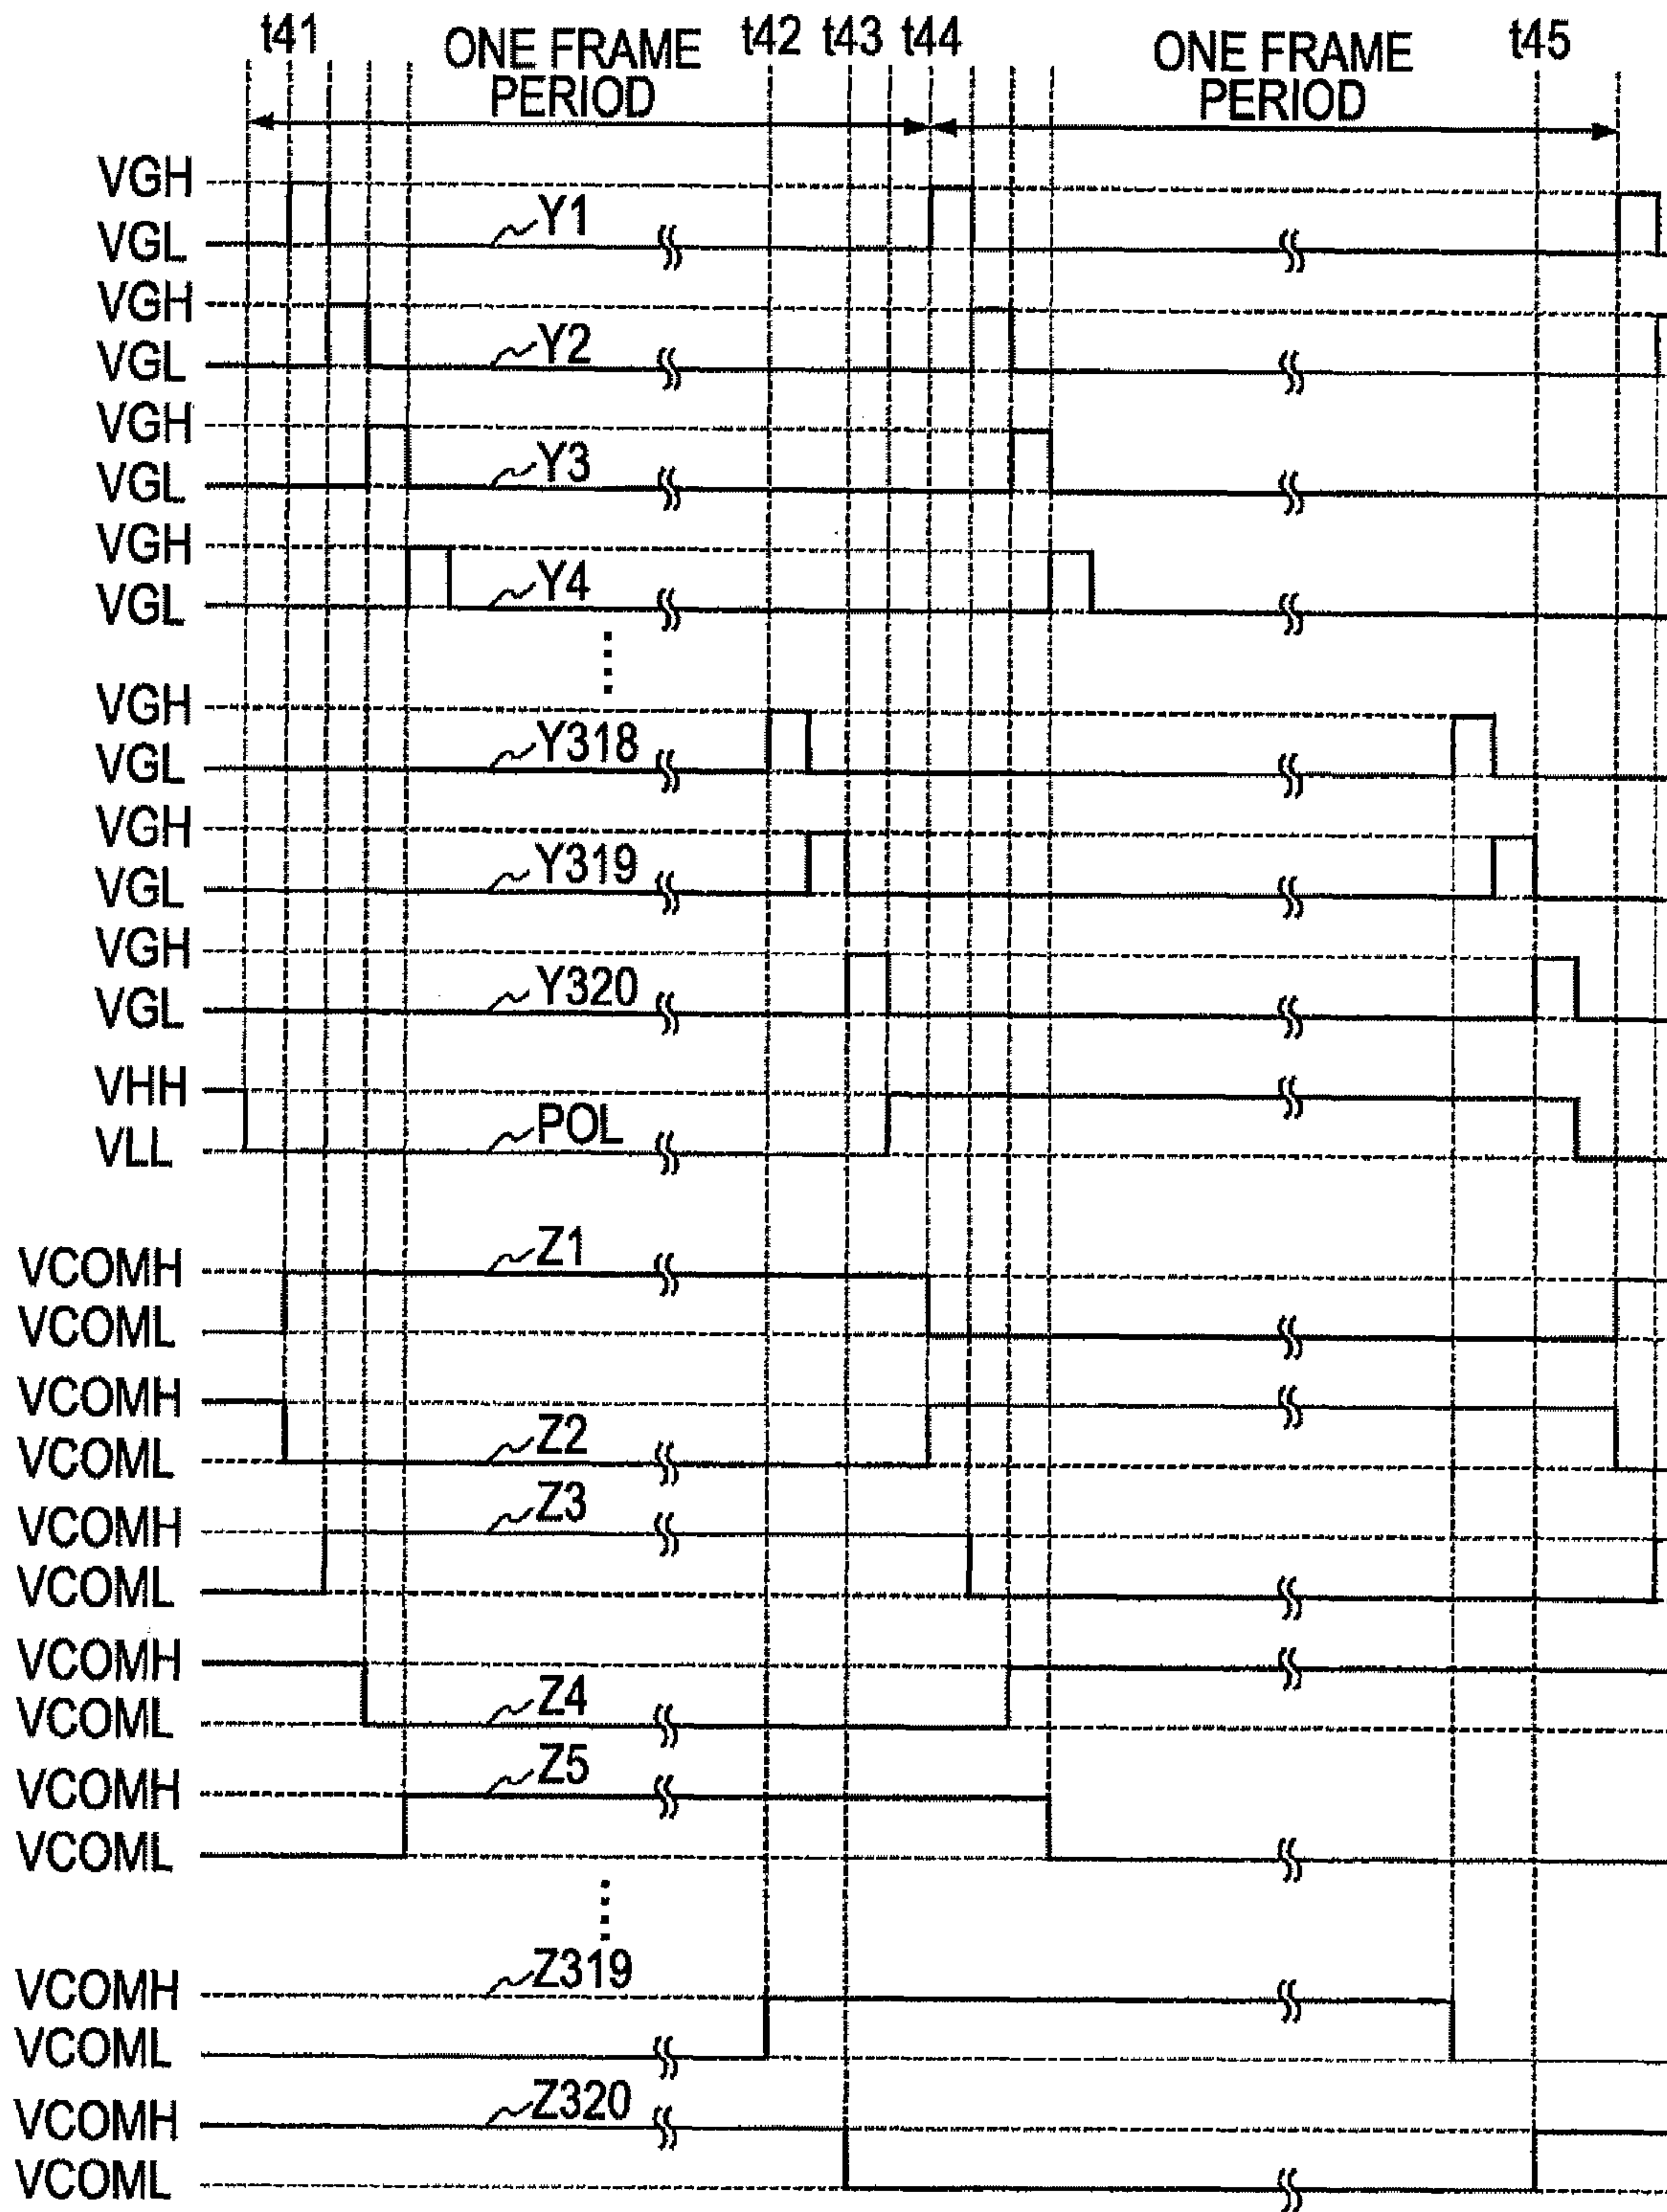 t41 ONE FRAME PERIOD t42 t43 t44 ONE FRAME PERIOD t45
VGH
Y1
VGL
VGH
Y2
VGL
VGH
Y3
VGL
VGH
Y4
VGL
VGH
Y318
VGL
VGH
Y319
VGL
VGH
Y320
VGL
VHH
POL
VLL
Z1
VCOMH
VCOML
VCOMH
Z2
VCOML
Z3
VCOMH
VCOML
VCOMH
Z4
VCOML
Z5
VCOMH
VCOML
Z319
VCOMH
VCOML
Z320
VCOMH
VCOML